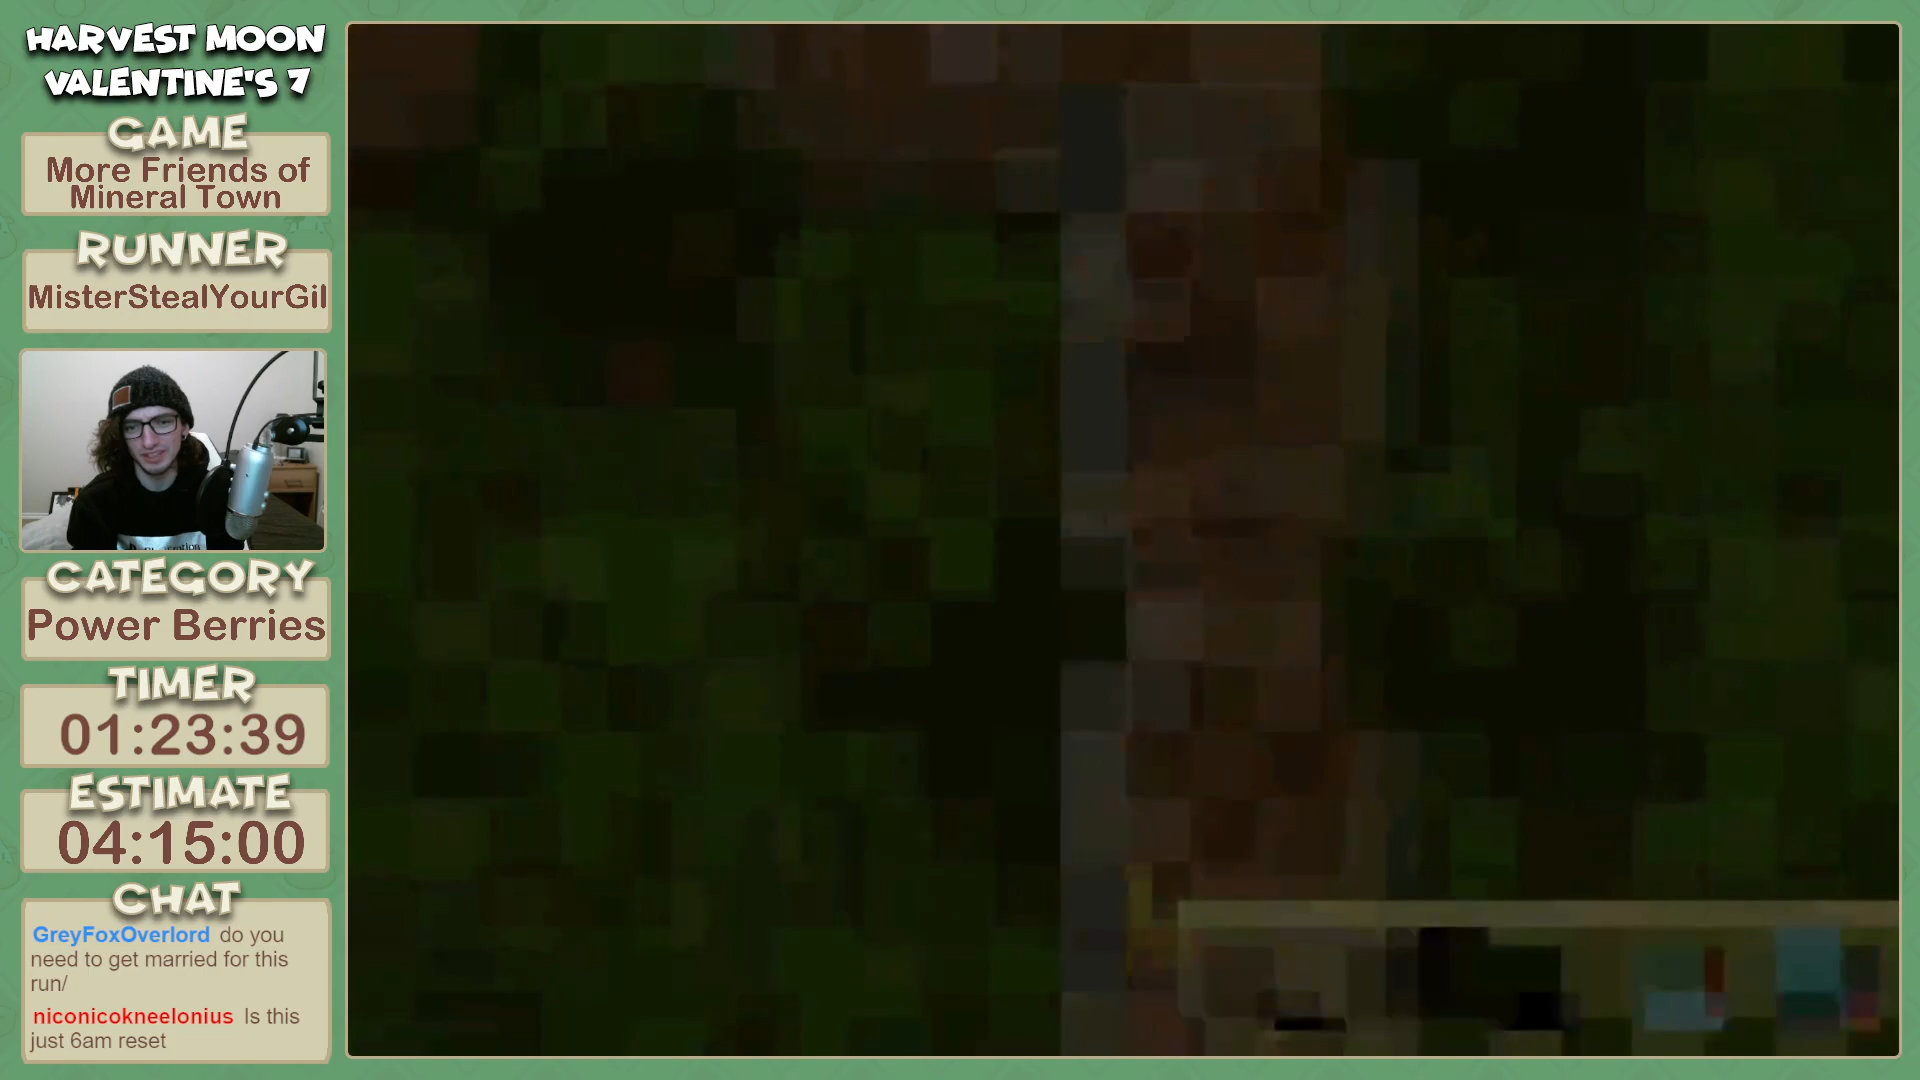 HARVEST MOON
VALENTINE'S 7
GAME
More Friends of
Mineral Town
RUNNER
MisterStealYourGil
CATEGORY
Power Berries
TIMER
01:23:39
ESTIMATE
04:15:00
CHAT
GreyFoxOverlord do you
need to get married for this
run/
niconicokneelonius Is this
just 6am reset